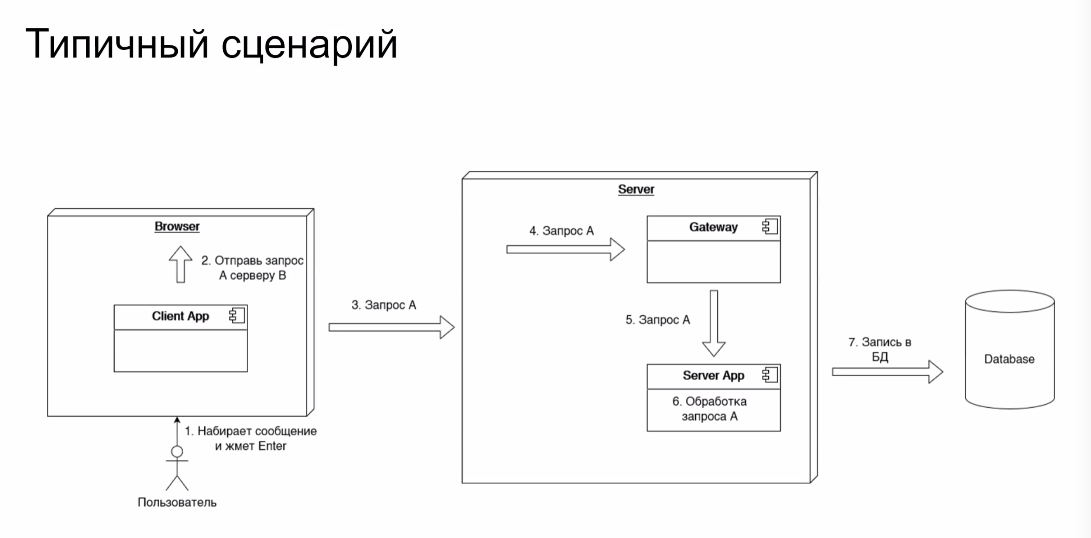 Типичный сценарий
Browser
2. Отправь запрос
А серверу В
Client App
1. Набирает сообщение
и жмет Enter
Пользователь
3. Запрос А
Server
4. Запрос А
Gateway
5. Запрос А
Server App
6. Обработка
запроса А
7. Запись в
БД
Database